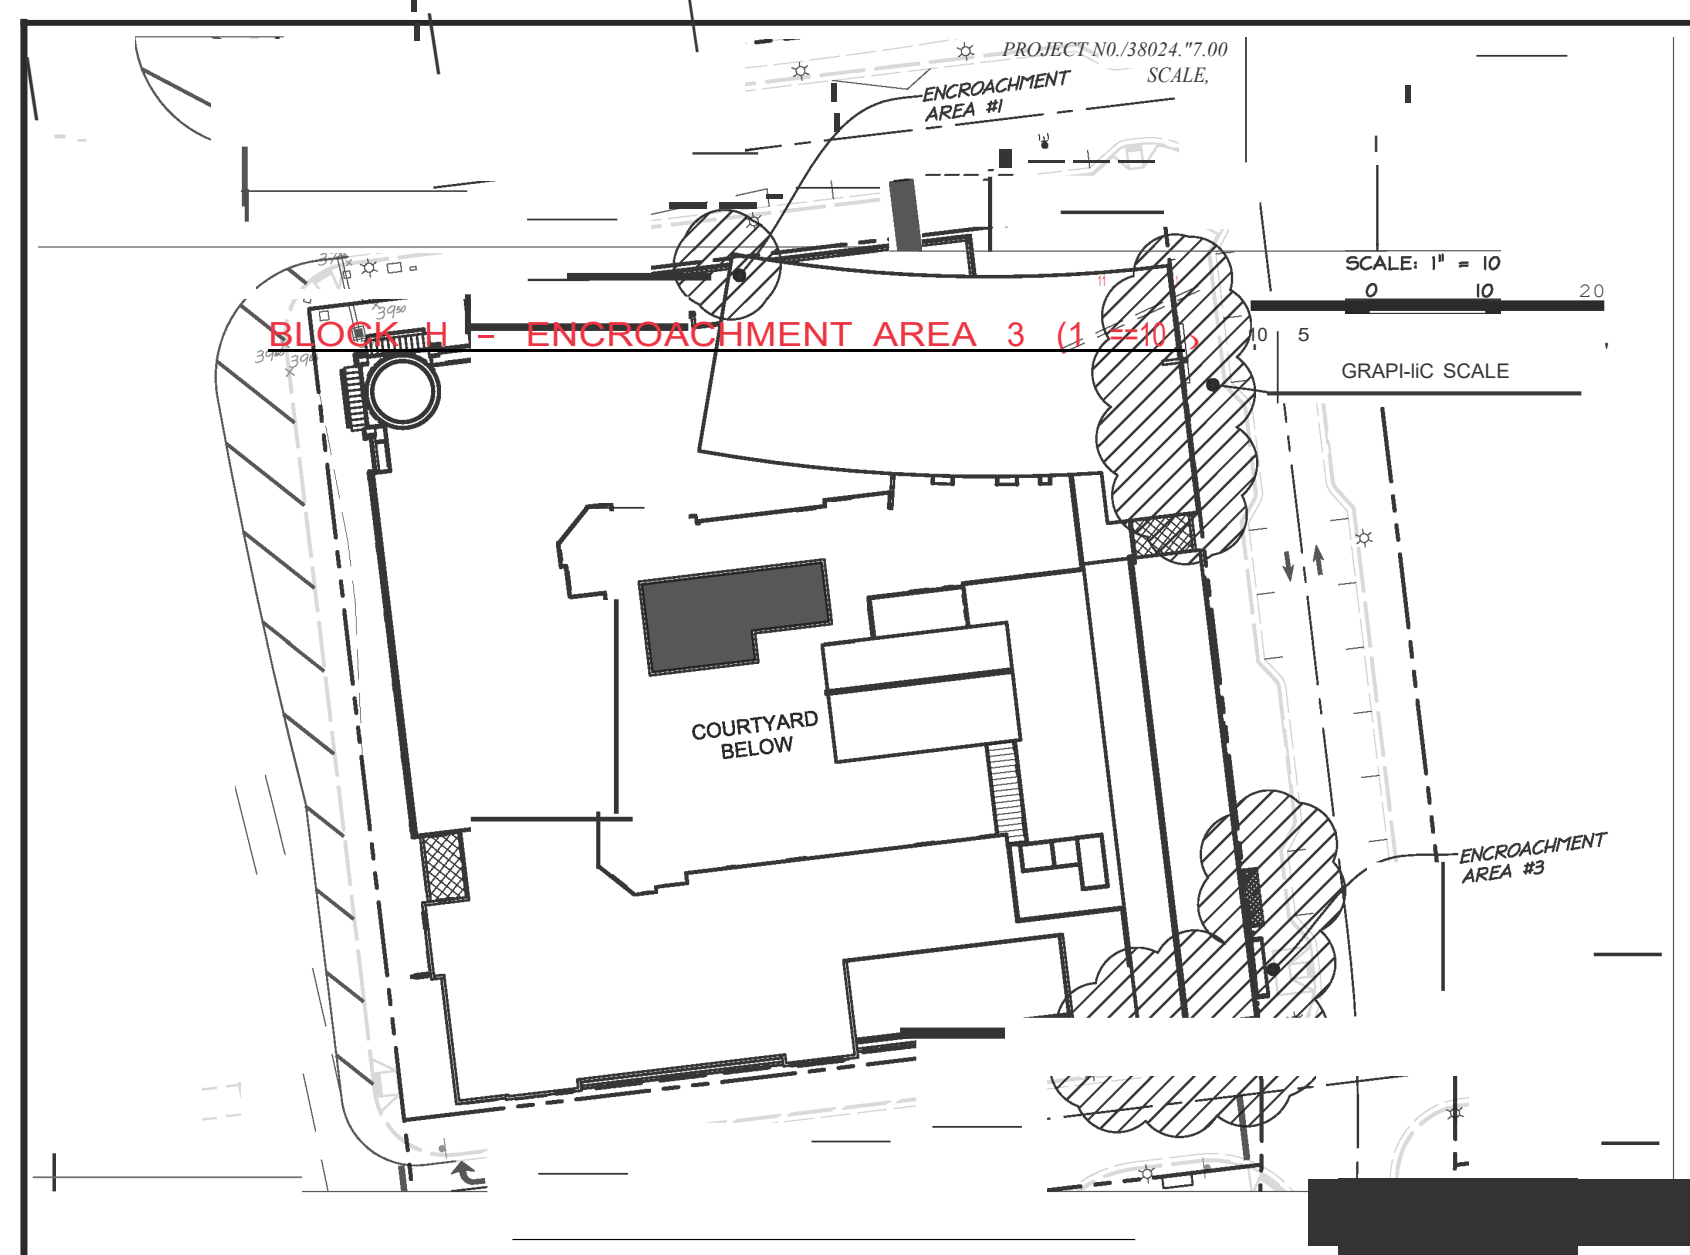 PROJECT N0./38024."7.00
SCALE,
ENCROACHMENT
AREA #1
SCALE: 1" = 10
0 10 20
10 5
GRAPI-liC SCALE
BLOCK H - ENCROACHMENT AREA 3 (1 ==10
3950
COURTYARD
BELOW
ENCROACHMENT
AREA #3